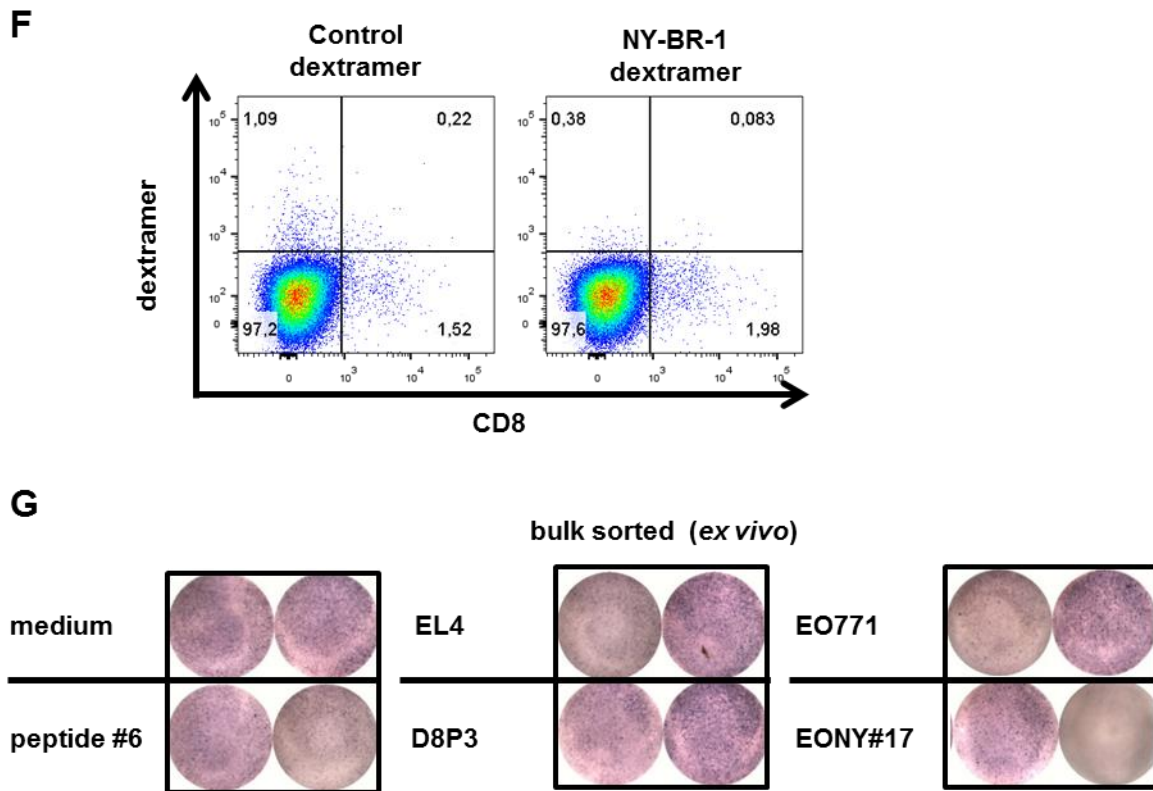 F
Control
dextramer
NY-BR-1
dextramer
dextramer
10⁵
10⁴
10³
10²
0
1,09
0,22
97,2
1,52
0
10³
10⁴
10⁵
10⁵
10⁴
10³
10²
0
0,38
0,083
97,6
1,98
0
10³
10⁴
10⁵
CD8
G
bulk sorted (ex vivo)
medium
EL4
EO771
peptide #6
D8P3
EONY#17